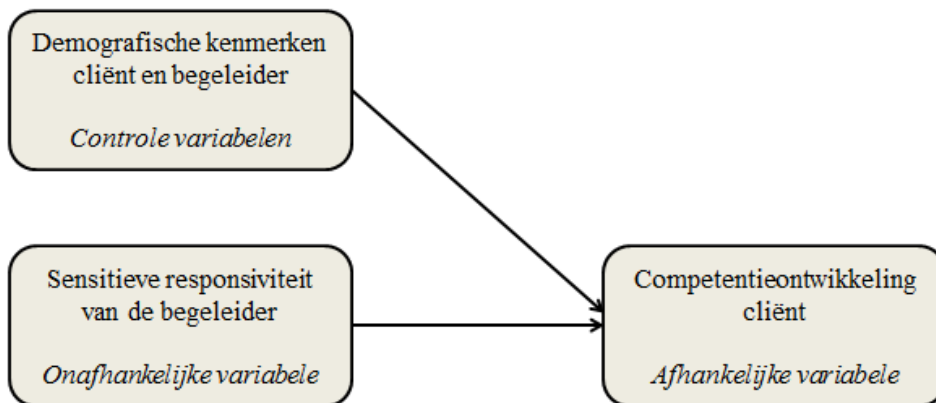 Demografische kenmerken
cliënt en begeleider
Controle variabelen
Sensitieve responsiviteit
van de begeleider
Onafhankelijke variabele
Competentieontwikkeling
cliënt
Afhankelijke variabele